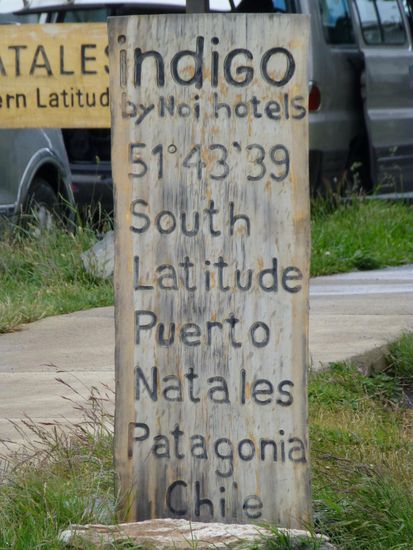 ATALES
ern Latitud
indiGO
by Noi hotels
51°43'39
South
Latitude
Puerto
Natales
Patagonia
Chile